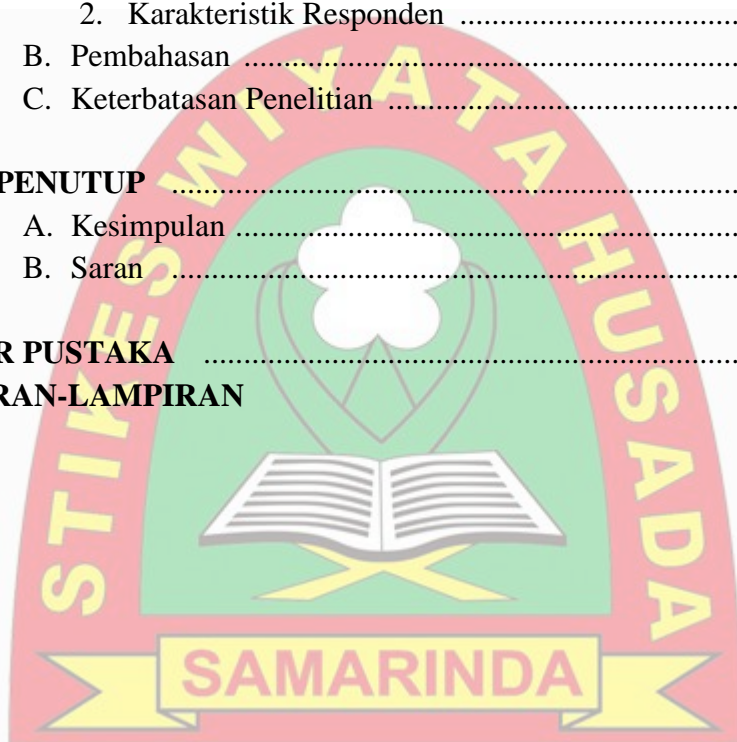 2. Karakteristik Responden ........................................
B. Pembahasan .......................................................................
C. Keterbatasan Penelitian ..................................................
PENUTUP .................................................................................
A. Kesimpulan .........................................................................
B. Saran .................................................................................
R PUSTAKA ............................................................................
RAN-LAMPIRAN
STIKES WIYATA HUSADA
SAMARINDA